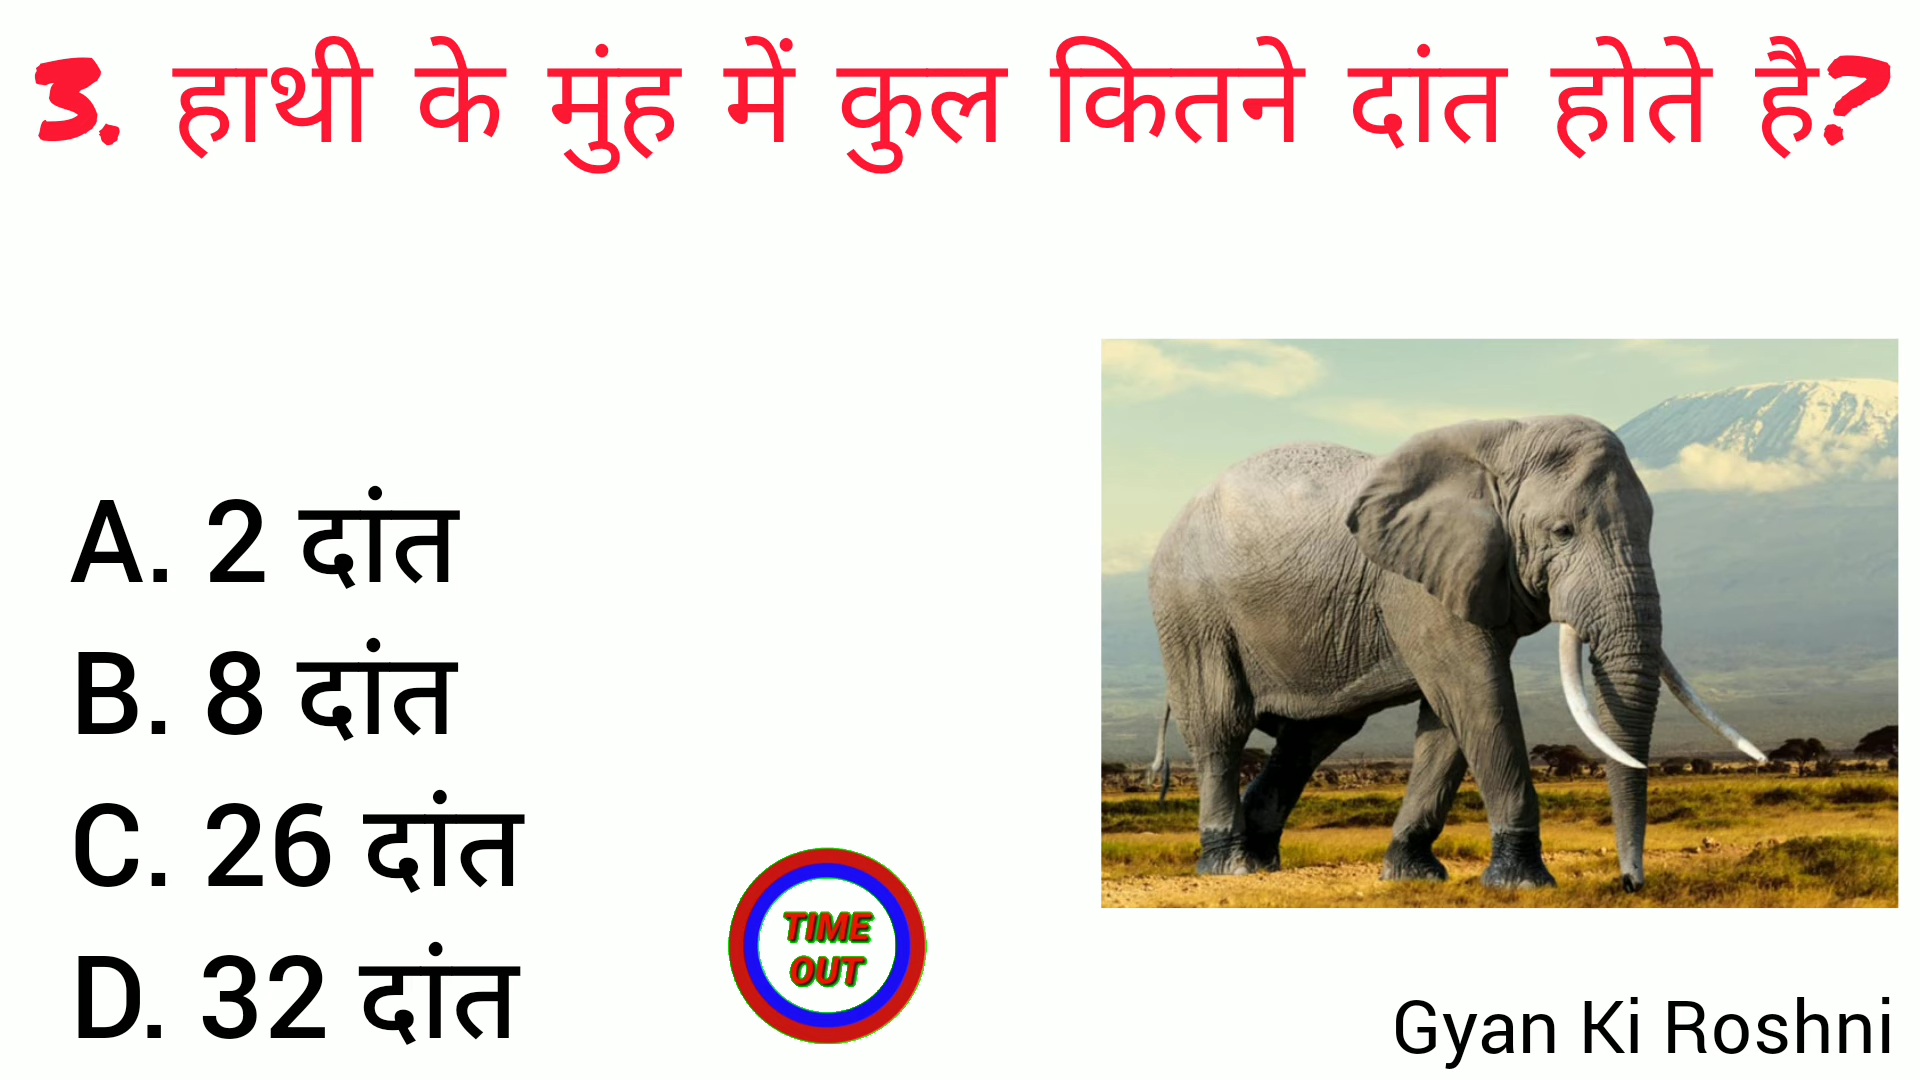 3. हाथी के मुंह में कुल कितने दांत होते है?
A. 2 दांत
B. 8 दांत
C. 26 दांत
D. 32 दांत
TIME
OUT
Gyan Ki Roshni